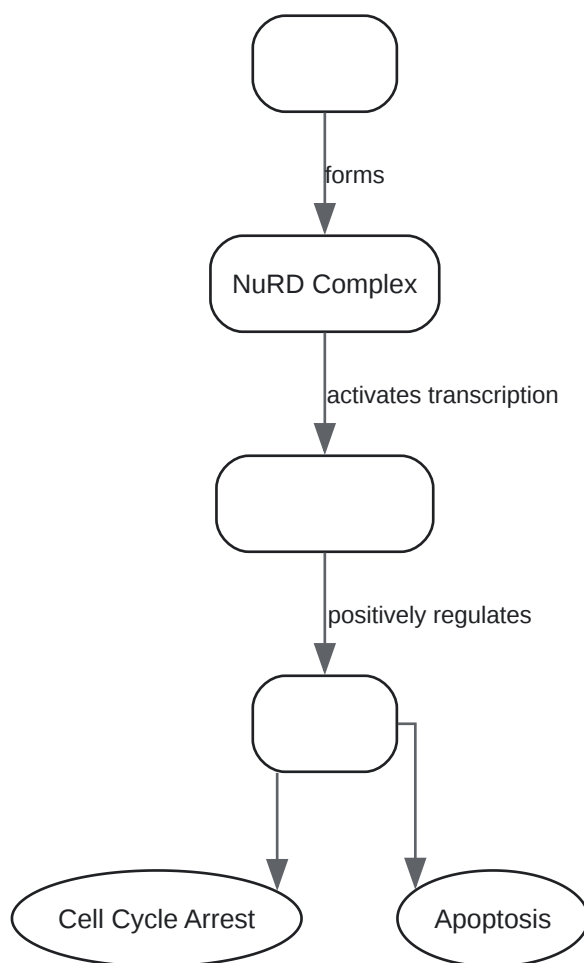 forms
NuRD Complex
activates transcription
positively regulates
Cell Cycle Arrest
Apoptosis